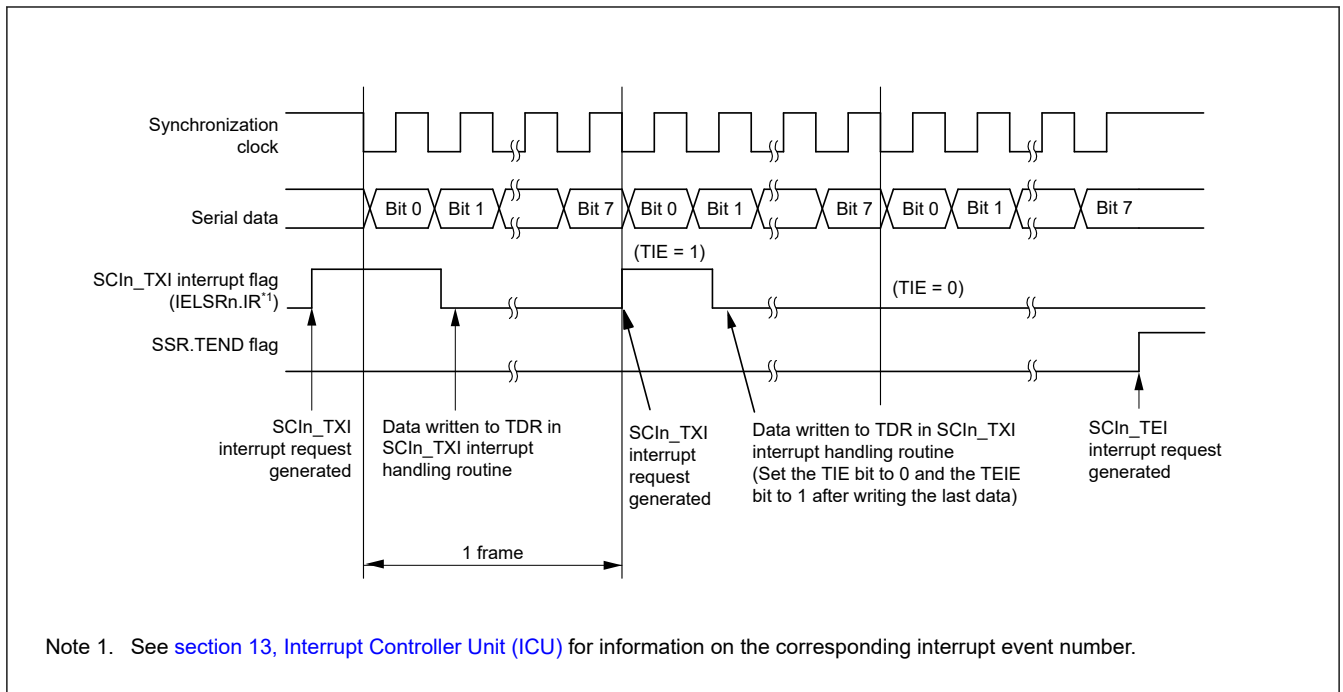 Synchronization
clock
Serial data
Bit 0 Bit 1 Bit 7 Bit 0 Bit 1 Bit 7 Bit 0 Bit 1 Bit 7
(TIE = 1)
SCIn_TXI interrupt flag
(IELSRn.IR*1)
(TIE = 0)
SSR.TEND flag
SCIn_TXI
interrupt request
generated
Data written to TDR in
SCIn_TXI interrupt
handling routine
SCIn_TXI
interrupt
request
generated
Data written to TDR in SCIn_TXI
interrupt handling routine
(Set the TIE bit to 0 and the TEIE
bit to 1 after writing the last data)
SCIn_TEI
interrupt request
generated
1 frame
Note 1. See section 13, Interrupt Controller Unit (ICU) for information on the corresponding interrupt event number.